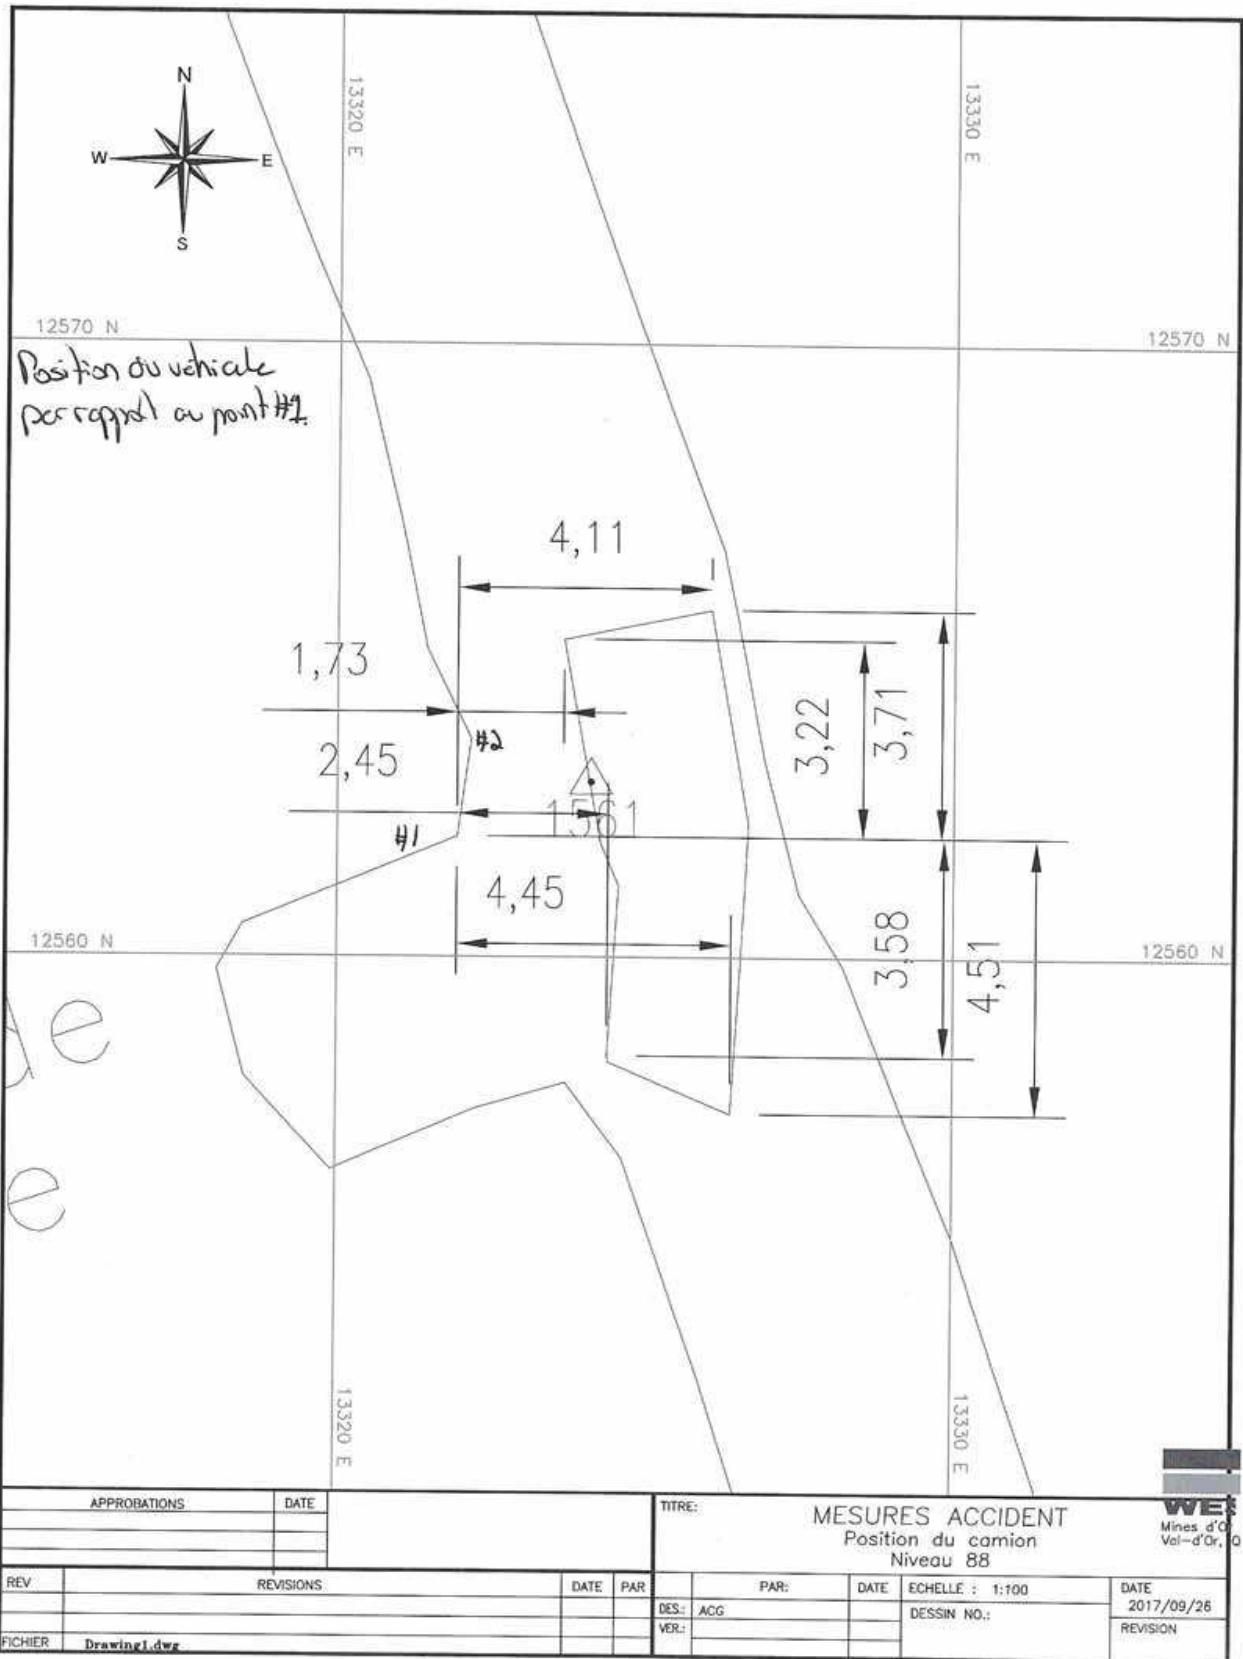 N
W E
S
13320 E
13330 E
12570 N
12570 N
Position du véhicule
par rapport au point #1
4,11
1,73
#2
2,45
3,22
3,71
1561
#1
4,45
12560 N
3,58
4,51
12560 N
e
e
13320 E
13330 E
APPROBATIONS DATE
TITRE:
MESURES ACCIDENT
Position du camion
Niveau 88
Mines d'O
Val-d'Or,
REV REVISIONS DATE PAR
PAR: DATE
DES.: ACG
VER.:
ECHELLE : 1:100
DESSIN NO.:
DATE
2017/09/26
REVISION
FICHIER Drawing1.dwg